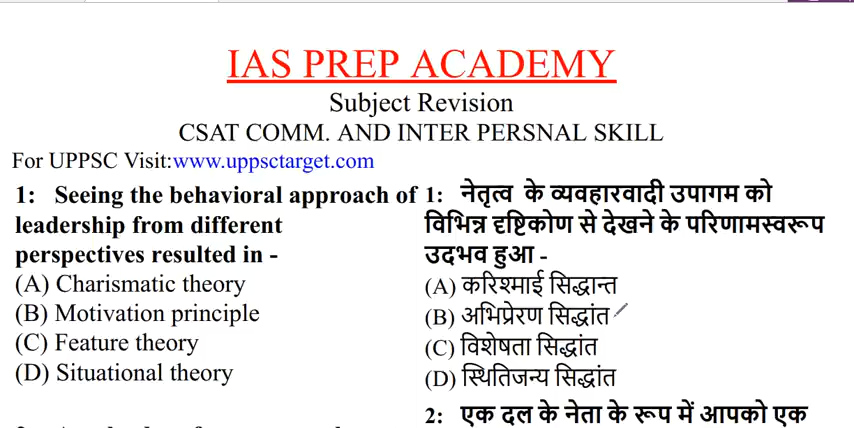 IAS PREP ACADEMY
Subject Revision
CSAT COMM. AND INTER PERSNAL SKILL
For UPPSC Visit:www.uppsctarget.com
1: Seeing the behavioral approach of
leadership from different
perspectives resulted in -
(A) Charismatic theory
(B) Motivation principle
(C) Feature theory
(D) Situational theory
1: नेतृत्व के व्यवहारवादी उपागम को
विभिन्न दृष्टिकोण से देखने के परिणामस्वरूप
उदभव हुआ -
(A) करिश्माई सिद्धान्त
(B) अभिप्रेरण सिद्धांत
(C) विशेषता सिद्धांत
(D) स्थितिजन्य सिद्धांत
2: एक दल के नेता के रूप में आपको एक